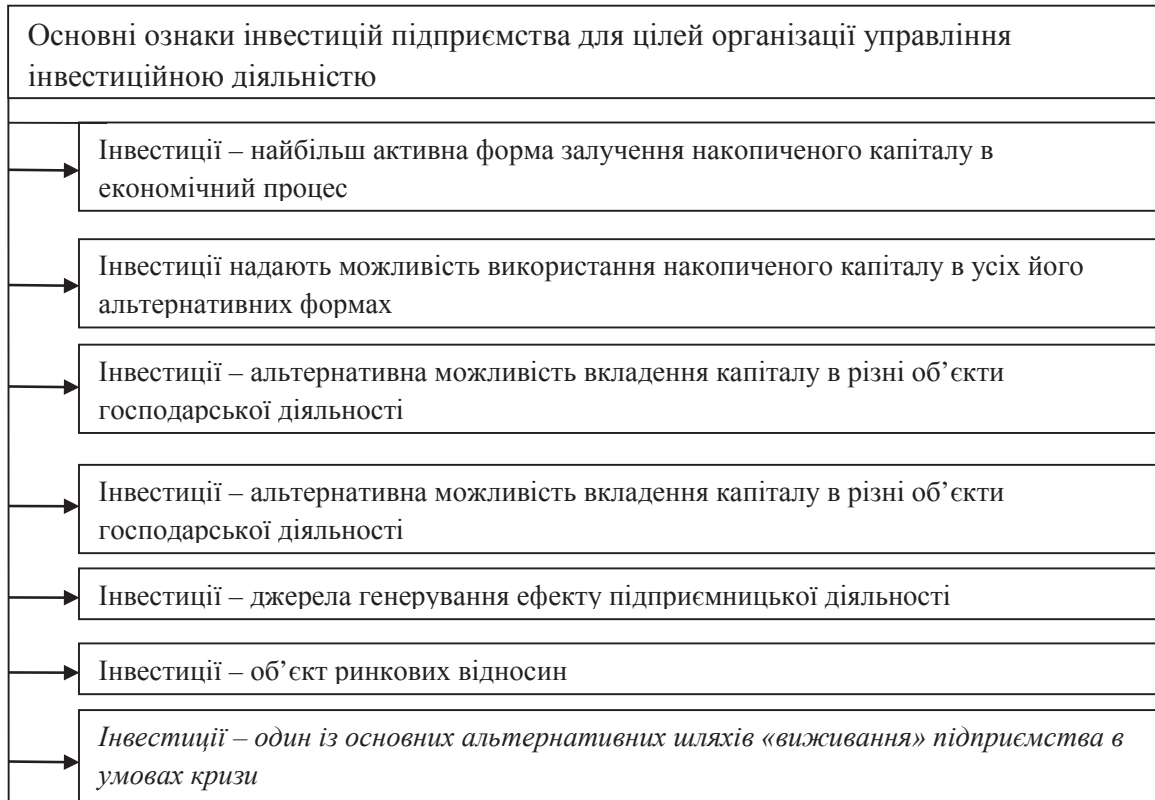 Основні ознаки інвестицій підприємства для цілей організації управління
інвестиційною діяльністю
Інвестиції – найбільш активна форма залучення накопиченого капіталу в
економічний процес
Інвестиції надають можливість використання накопиченого капіталу в усіх його
альтернативних формах
Інвестиції – альтернативна можливість вкладення капіталу в різні об’єкти
господарської діяльності
Інвестиції – альтернативна можливість вкладення капіталу в різні об’єкти
господарської діяльності
Інвестиції – джерела генерування ефекту підприємницької діяльності
Інвестиції – об’єкт ринкових відносин
Інвестиції – один із основних альтернативних шляхів «виживання» підприємства в
умовах кризи